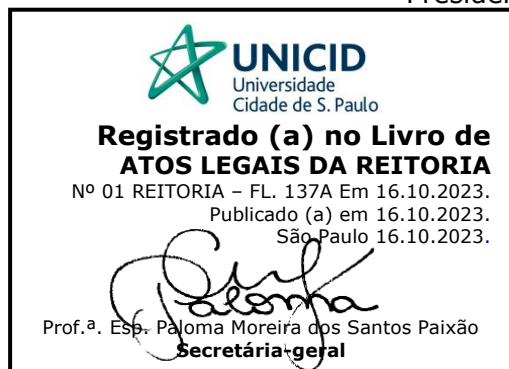 UNICID
Universidade
Cidade de S. Paulo
Registrado (a) no Livro de
ATOS LEGAIS DA REITORIA
Nº 01 REITORIA – FL. 137A Em 16.10.2023.
Publicado (a) em 16.10.2023.
São Paulo 16.10.2023.
Paloma
Prof.ª. Esp. Paloma Moreira dos Santos Paixão
Secretária-geral